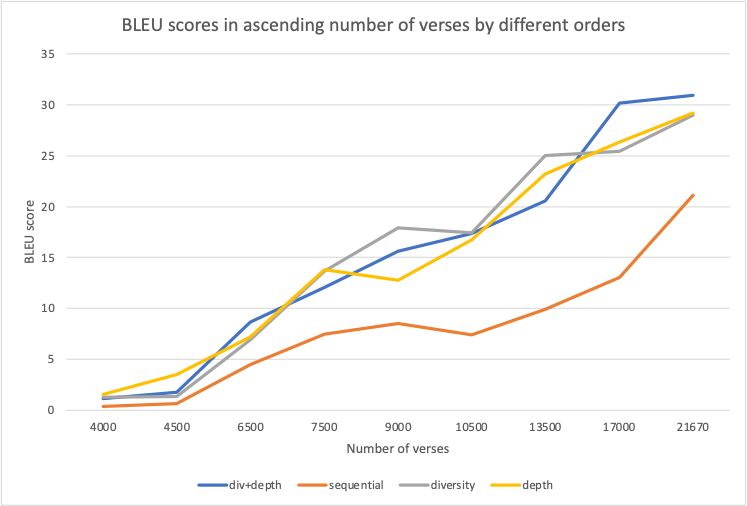 BLEU scores in ascending number of verses by different orders
35
30
25
20
15
10
5
0
BLEU score
4000 4500 6500 7500 9000 10500 13500 17000 21670
Number of verses
div+depth sequential diversity depth